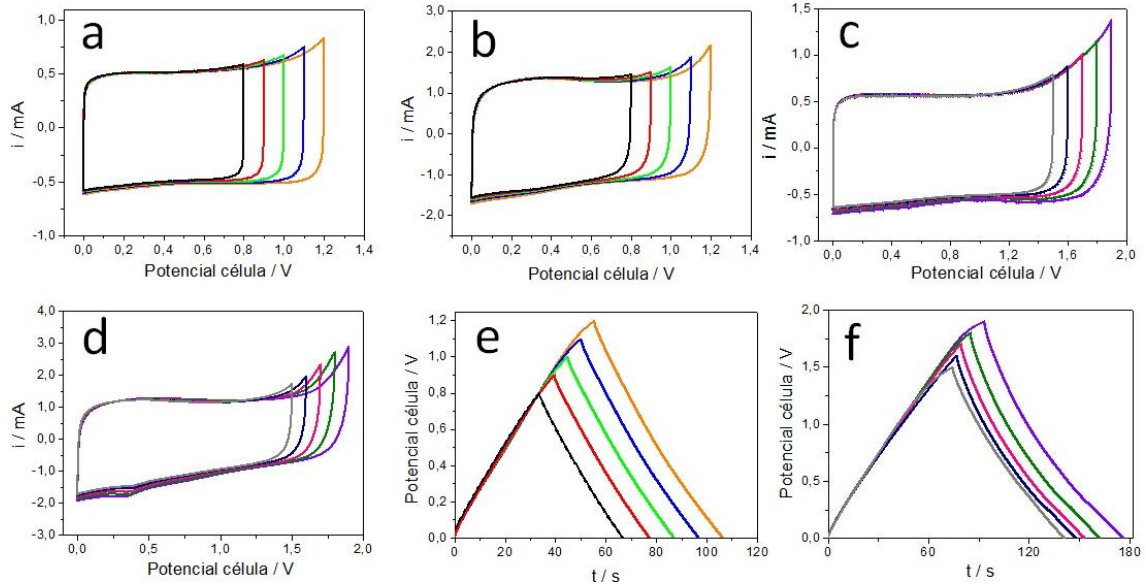 a
1,0
0,5
0,0
-0,5
-1,0
i / mA
0,0 0,2 0,4 0,6 0,8 1,0 1,2 1,4
Potencial célula / V
b
3,0
2,0
1,0
0,0
-1,0
-2,0
i / mA
0,0 0,2 0,4 0,6 0,8 1,0 1,2 1,4
Potencial célula / V
c
1,5
1,0
0,5
0,0
-0,5
-1,0
i / mA
0,0 0,4 0,8 1,2 1,6 2,0
Potencial célula / V
d
4,0
3,0
2,0
1,0
0,0
-1,0
-2,0
-3,0
i / mA
0,0 0,5 1,0 1,5 2,0
Potencial célula / V
e
1,2
1,0
0,8
0,6
0,4
0,2
0,0
Potencial célula / V
0 20 40 60 80 100 120
t / s
f
2,0
1,5
1,0
0,5
0,0
Potencial célula / V
0 60 120 180
t / s